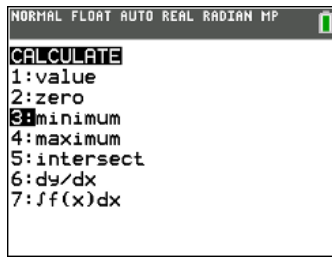 NORMAL FLOAT AUTO REAL RADIAN MP
CALCULATE
1:value
2:zero
3:minimum
4:maximum
5:intersect
6:dy/dx
7:∫f(x)dx